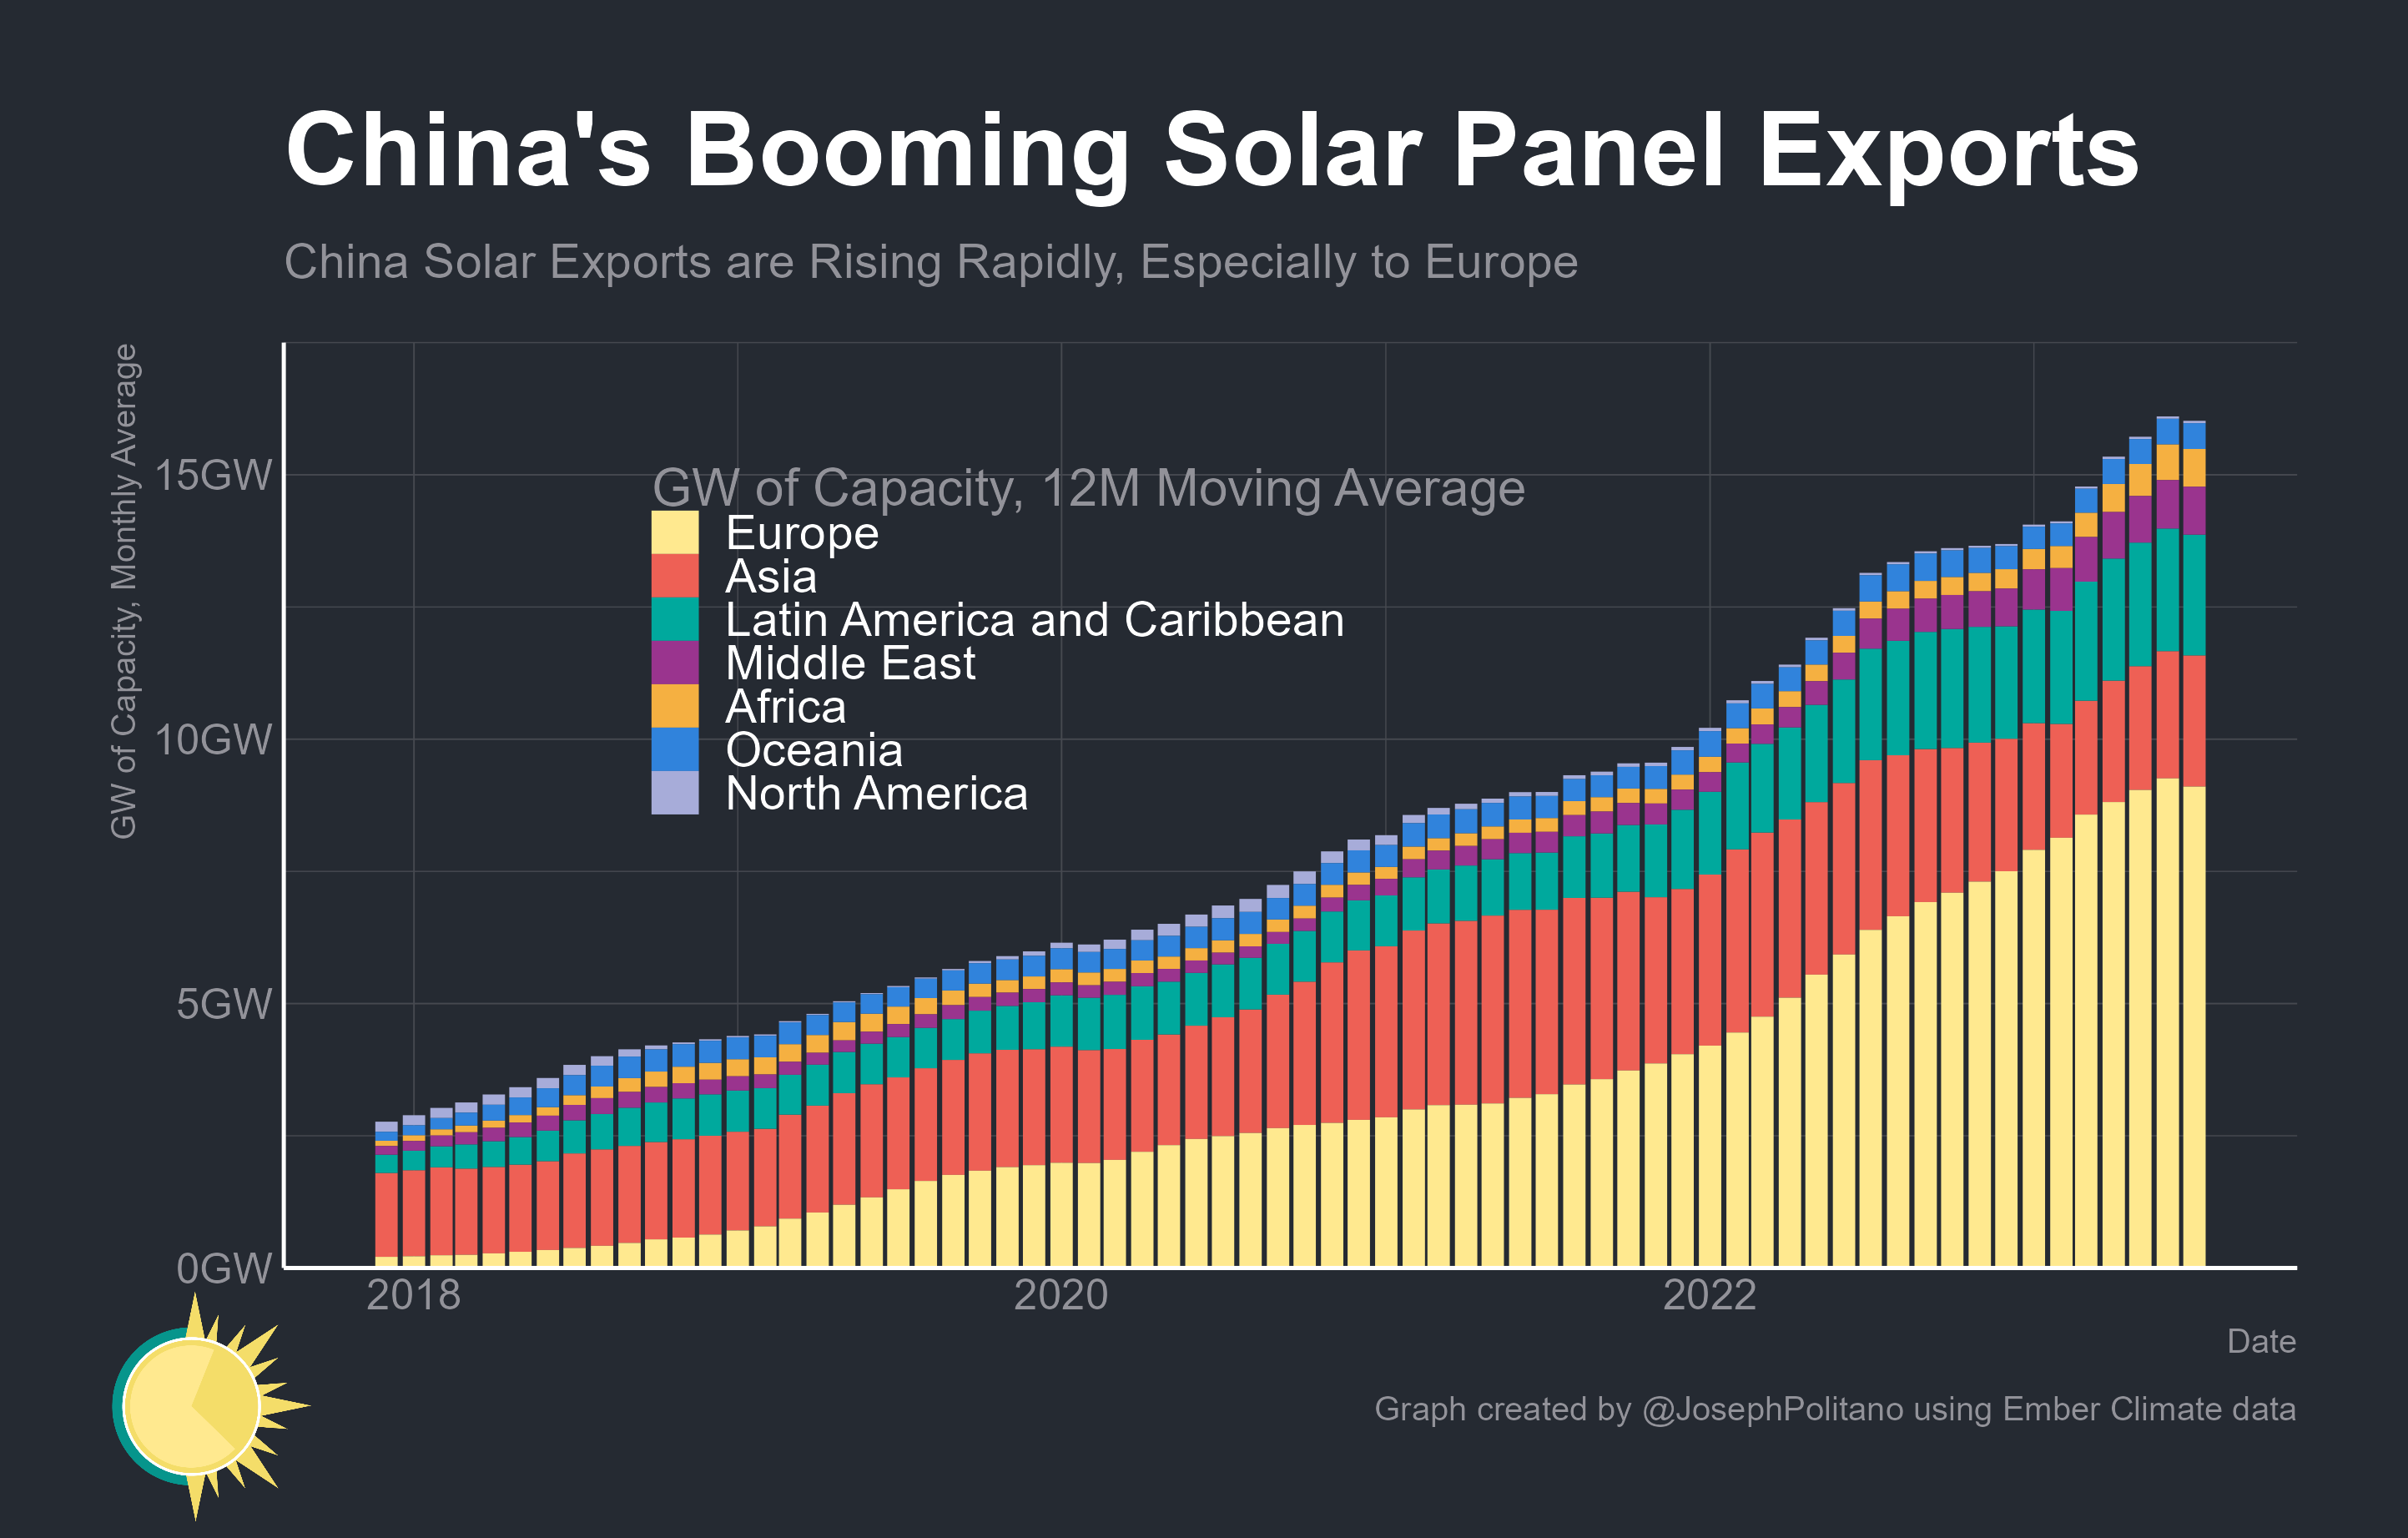 China's Booming Solar Panel Exports
China Solar Exports are Rising Rapidly, Especially to Europe
GW of Capacity, Monthly Average
15GW
10GW
5GW
0GW
GW of Capacity, 12M Moving Average
Europe
Asia
Latin America and Caribbean
Middle East
Africa
Oceania
North America
2018
2020
2022
Date
Graph created by @JosephPolitano using Ember Climate data